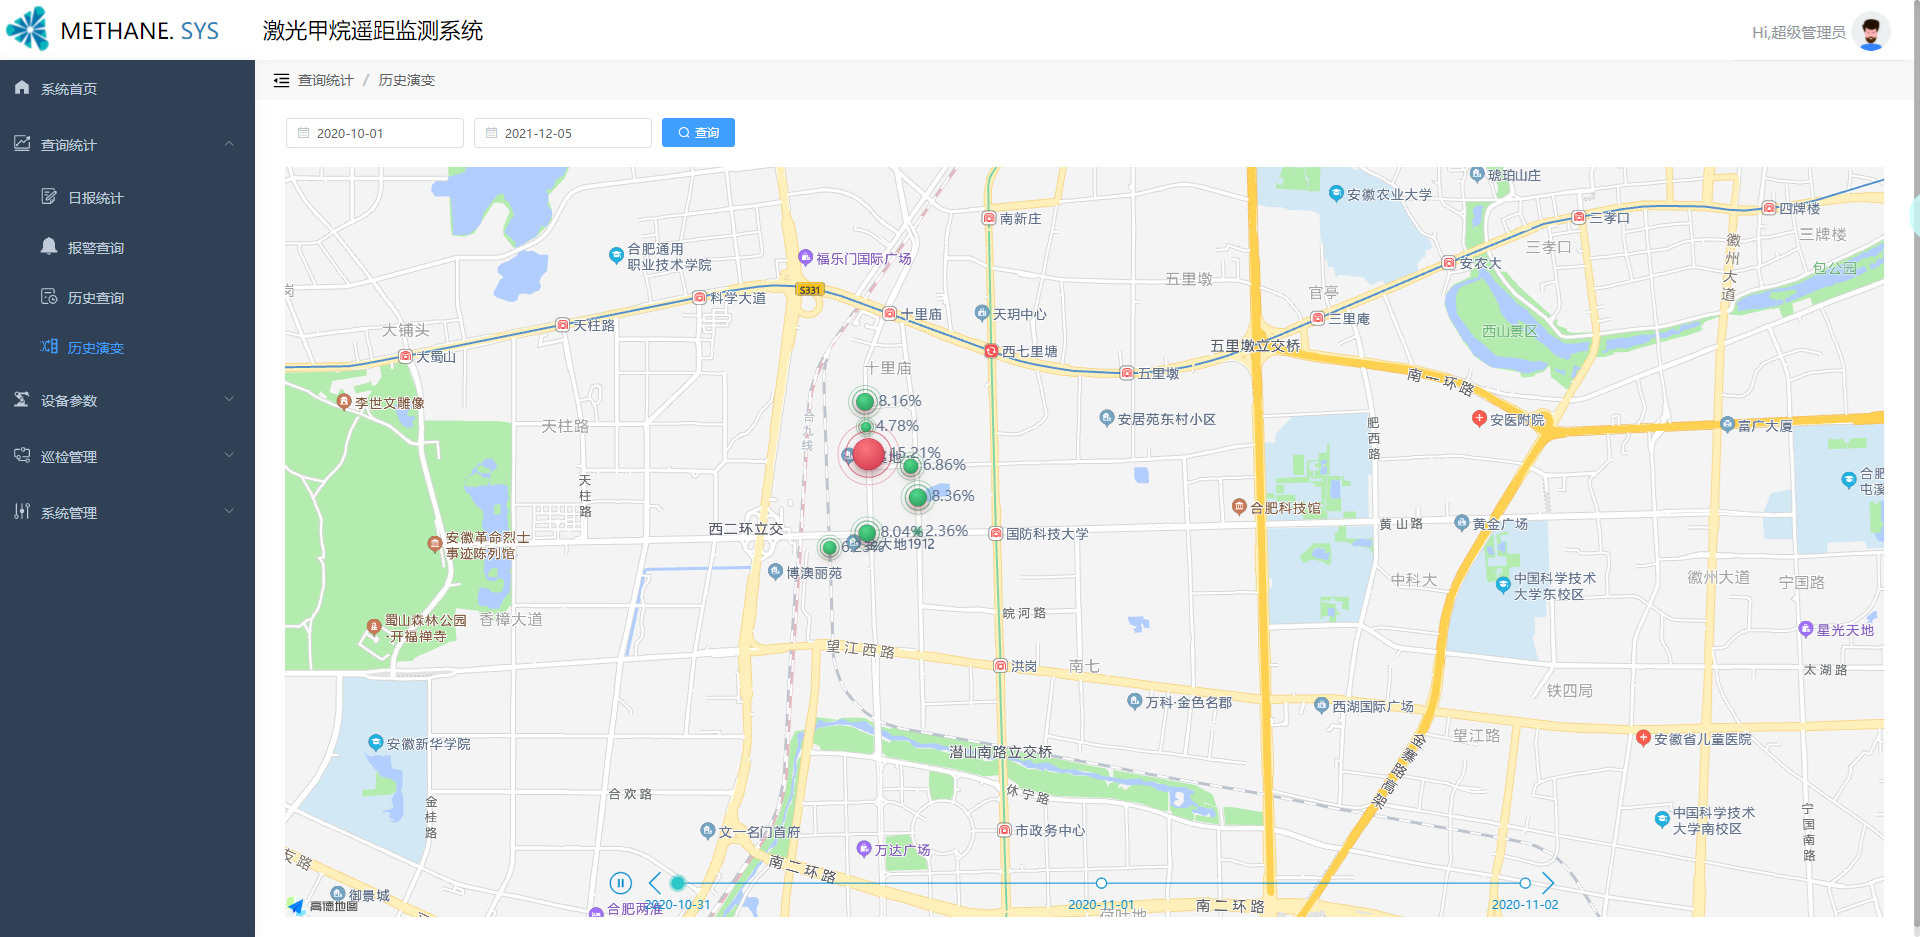 METHANE. SYS
激光甲烷遥距监测系统
Hi,超级管理员
系统首页
查询统计
日报统计
报警查询
历史查询
历史演变
设备参数
巡检管理
系统管理
查询统计 / 历史演变
2020-10-01
2021-12-05
查询
琥珀山庄
安徽农业大学
四牌楼
南新庄
三孝口
三孝口
三牌楼
徽州大道
合肥通用
职业技术学院
福乐门国际广场
安农大
包公园
五里墩
官亭
岗
S331
科学大道
十里庙
天玥中心
三里庵
大铺头
天柱路
西山景区
五里墩立交桥
大蜀山
西七里塘
十里庙
五里墩
南一环路
李世文雕像
8.16%
合九线
安居苑东村小区
肥西路
安医附院
富广大厦
天柱路
4.78%
15.21%
地
6.86%
合肥
屯溪
天柱路
8.36%
合肥科技馆
黄山路
黄金广场
西二环立交
8.04%
2.36%
国防科技大学
安徽革命烈士
事迹陈列馆
大地1912
博澳丽苑
中科大
中国科学技术
大学东校区
徽州大道
宁国路
皖河路
蜀山森林公园
-开福禅寺
香樟大道
星光天地
望江西路
洪岗
南七
太湖路
铁四局
万科·金色名郡
西湖国际广场
望江路
安徽新华学院
潜山南路立交桥
金寨路高架
安徽省儿童医院
金桂路
合欢路
休宁路
中国科学技术
大学南校区
宁国南路
文一名门首府
市政务中心
万达广场
友路
南二环路
御景城
高德地图
合肥两淮
2020-10-31
2020-11-01
荷叶地
南二环路
2020-11-02